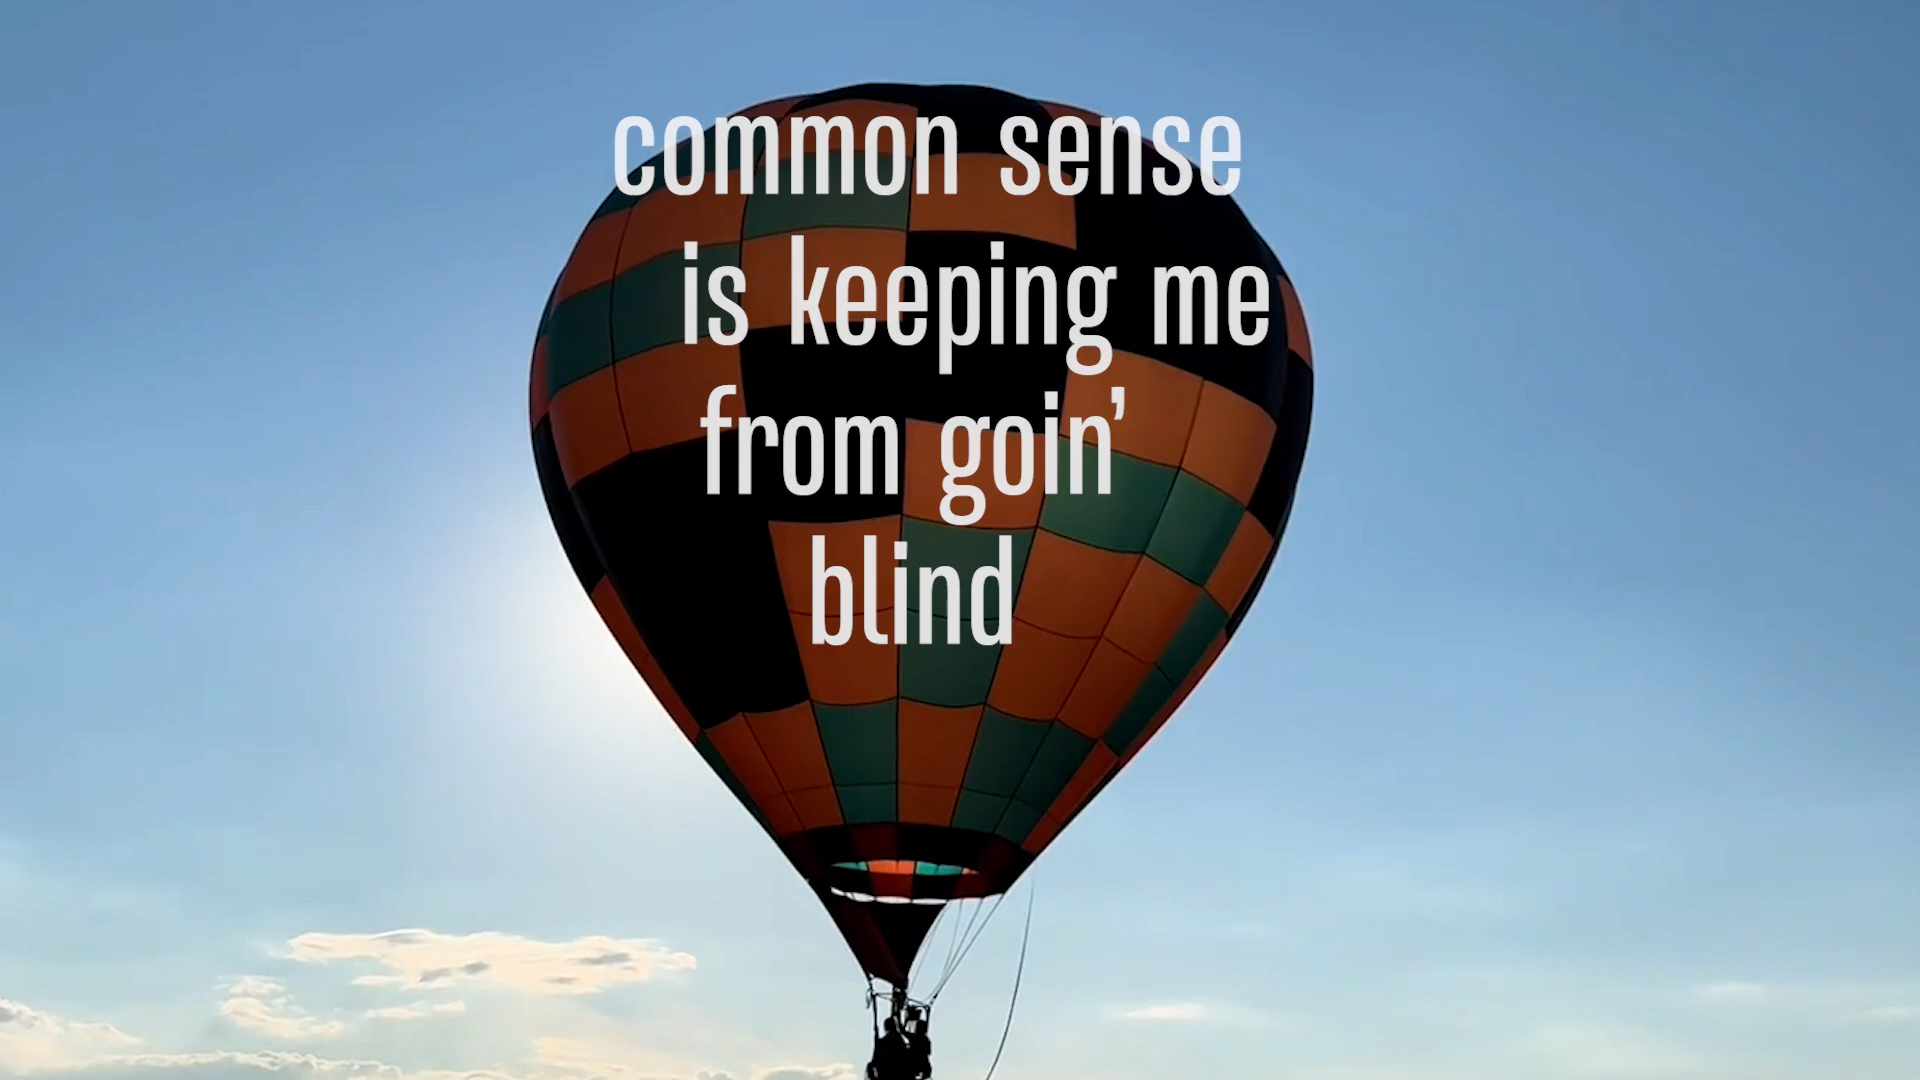 common sense
is keeping me
from goin’
blind